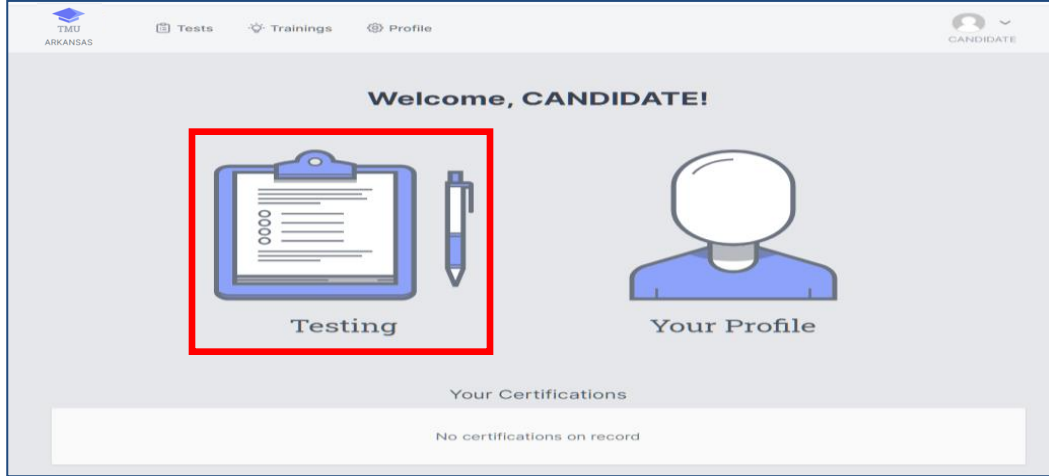 TMU
ARKANSAS
Tests Trainings Profile
CANDIDATE
Welcome, CANDIDATE!
Testing
Your Profile
Your Certifications
No certifications on record